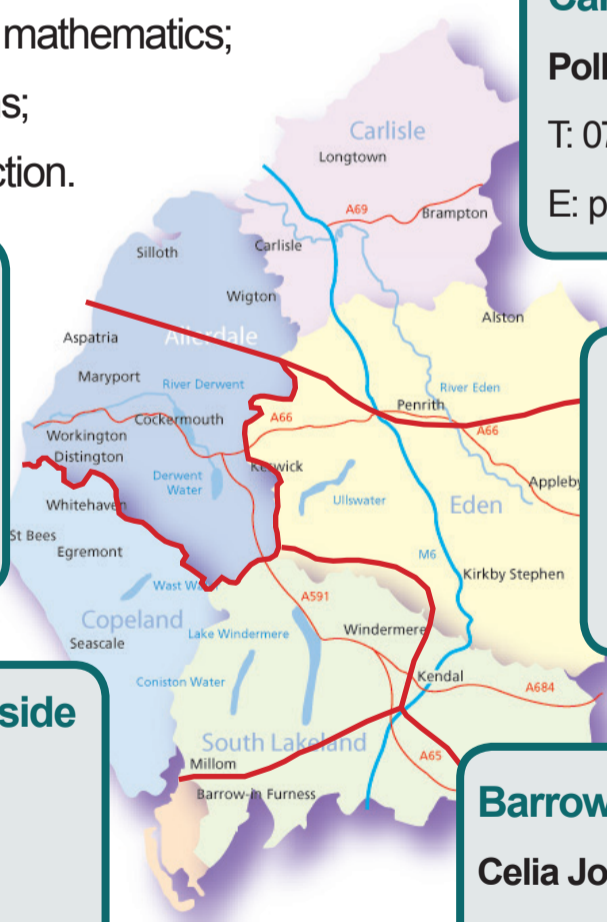 mathematics;
Poll
T: 07
E: p
Carlisle
Longtown
A69
Brampton
Carlisle
Silloth
Wigton
Alston
Aspatria
Allerdale
Maryport
River Derwent
River Eden
Penrith
Cockermouth
A66
A66
Workington
Distington
Keswick
Derwent
Water
Ullswater
Appleby
Whitehaven
Eden
St Bees
Egremont
M6
Kirkby Stephen
A591
Copeland
Lake Windermere
Windermere
Seascale
Kendal
Coniston Water
A684
side
South Lakeland
A65
Millom
Barrow-in Furness
Barrow
Celia Jo